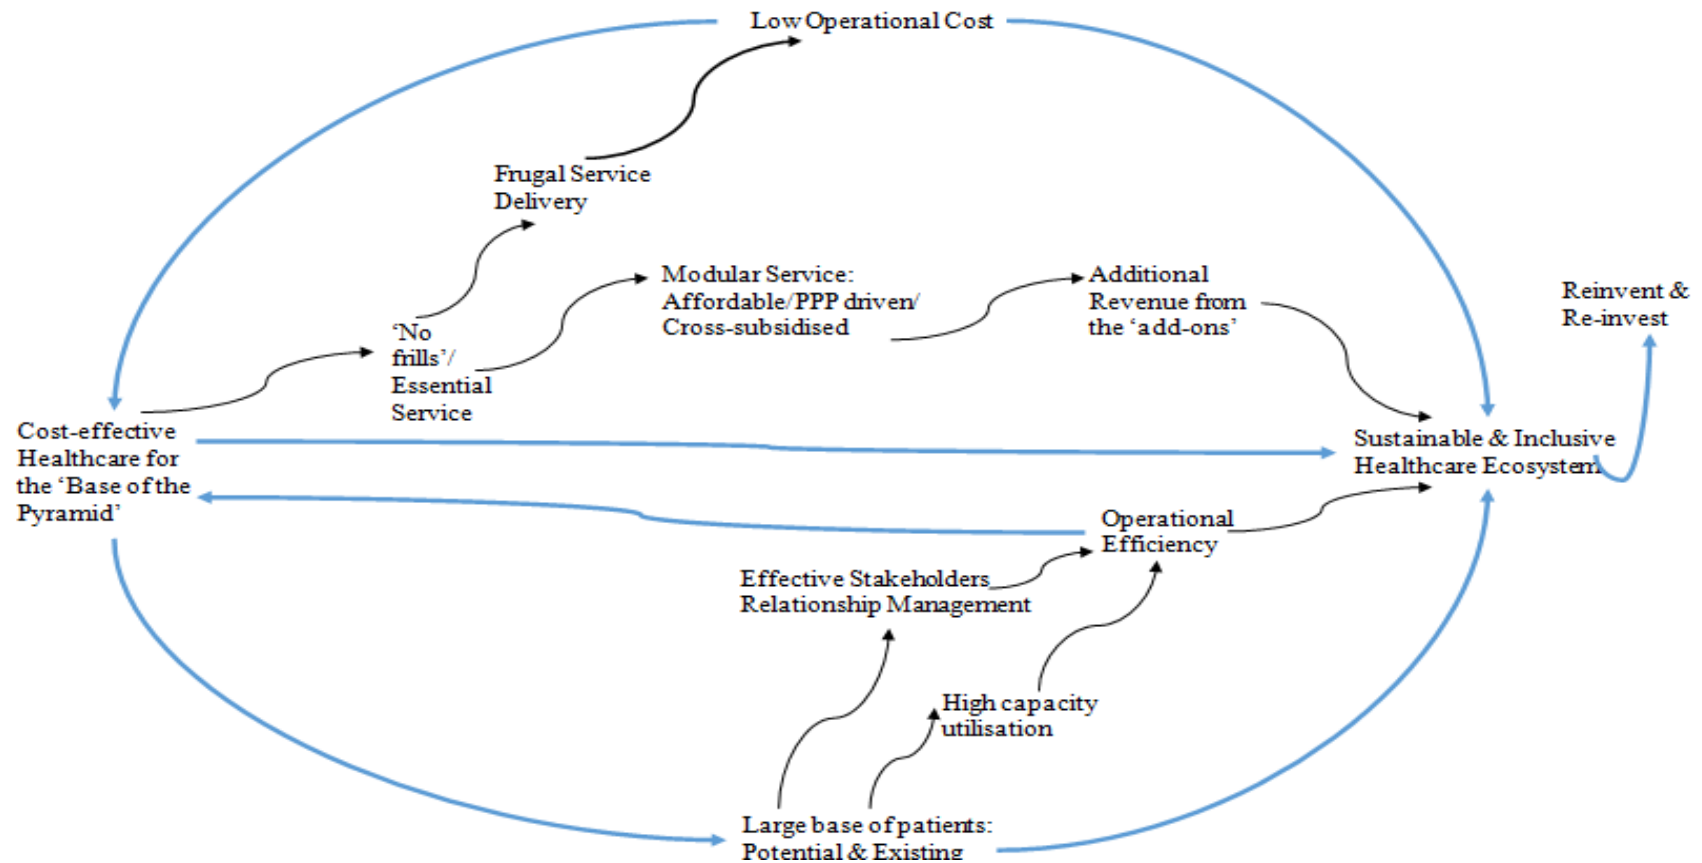 Low Operational Cost
Frugal Service
Delivery
Modular Service:
Affordable/PPP driven/
Cross-subsidised
Additional
Revenue from
the ‘add-ons’
Reinvent &
Re-invest
‘No
frills’/
Essential
Service
Cost-effective
Healthcare for
the ‘Base of the
Pyramid’
Sustainable & Inclusive
Healthcare Ecosystem
Operational
Efficiency
Effective Stakeholders
Relationship Management
High capacity
utilisation
Large base of patients:
Potential & Existing